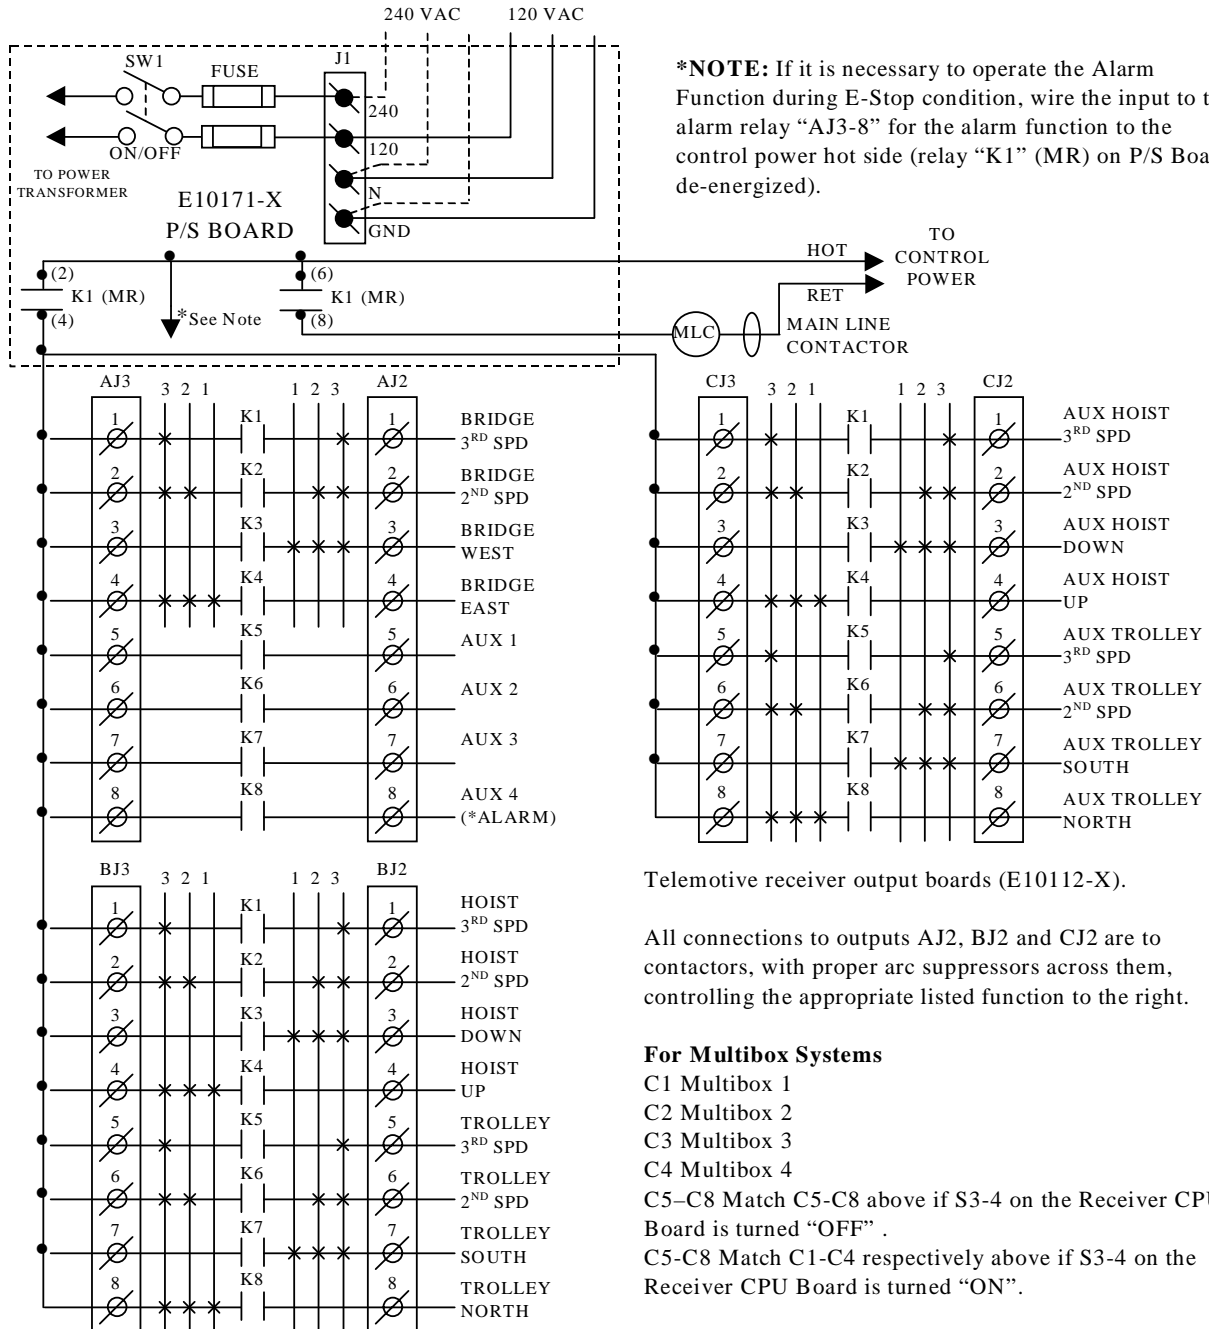 240 VAC 120 VAC
SW1
FUSE
J1
240
120
N
GND
ON/OFF
TO POWER
TRANSFORMER
E10171-X
P/S BOARD
*NOTE: If it is necessary to operate the Alarm
Function during E-Stop condition, wire the input to t
alarm relay “AJ3-8” for the alarm function to the
control power hot side (relay “K1” (MR) on P/S Boa
de-energized).
(2)
K1 (MR)
(4)
*See Note
(6)
K1 (MR)
(8)
HOT
RET
TO
CONTROL
POWER
MLC
MAIN LINE
CONTACTOR
AJ3 3 2 1 1 2 3 AJ2
1 K1 1 BRIDGE
3RD SPD
2 K2 2 BRIDGE
2ND SPD
3 K3 3 BRIDGE
WEST
4 K4 4 BRIDGE
EAST
5 K5 5 AUX 1
6 K6 6 AUX 2
7 K7 7 AUX 3
8 K8 8 AUX 4
(*ALARM)
CJ3 3 2 1 1 2 3 CJ2
1 K1 1 AUX HOIST
3RD SPD
2 K2 2 AUX HOIST
2ND SPD
3 K3 3 AUX HOIST
DOWN
4 K4 4 AUX HOIST
UP
5 K5 5 AUX TROLLEY
3RD SPD
6 K6 6 AUX TROLLEY
2ND SPD
7 K7 7 AUX TROLLEY
SOUTH
8 K8 8 AUX TROLLEY
NORTH
BJ3 3 2 1 1 2 3 BJ2
1 K1 1 HOIST
3RD SPD
2 K2 2 HOIST
2ND SPD
3 K3 3 HOIST
DOWN
4 K4 4 HOIST
UP
5 K5 5 TROLLEY
3RD SPD
6 K6 6 TROLLEY
2ND SPD
7 K7 7 TROLLEY
SOUTH
8 K8 8 TROLLEY
NORTH
Telemotive receiver output boards (E10112-X).
All connections to outputs AJ2, BJ2 and CJ2 are to
contactors, with proper arc suppressors across them,
controlling the appropriate listed function to the right.
For Multibox Systems
C1 Multibox 1
C2 Multibox 2
C3 Multibox 3
C4 Multibox 4
C5–C8 Match C5-C8 above if S3-4 on the Receiver CPU
Board is turned “OFF” .
C5-C8 Match C1-C4 respectively above if S3-4 on the
Receiver CPU Board is turned “ON”.